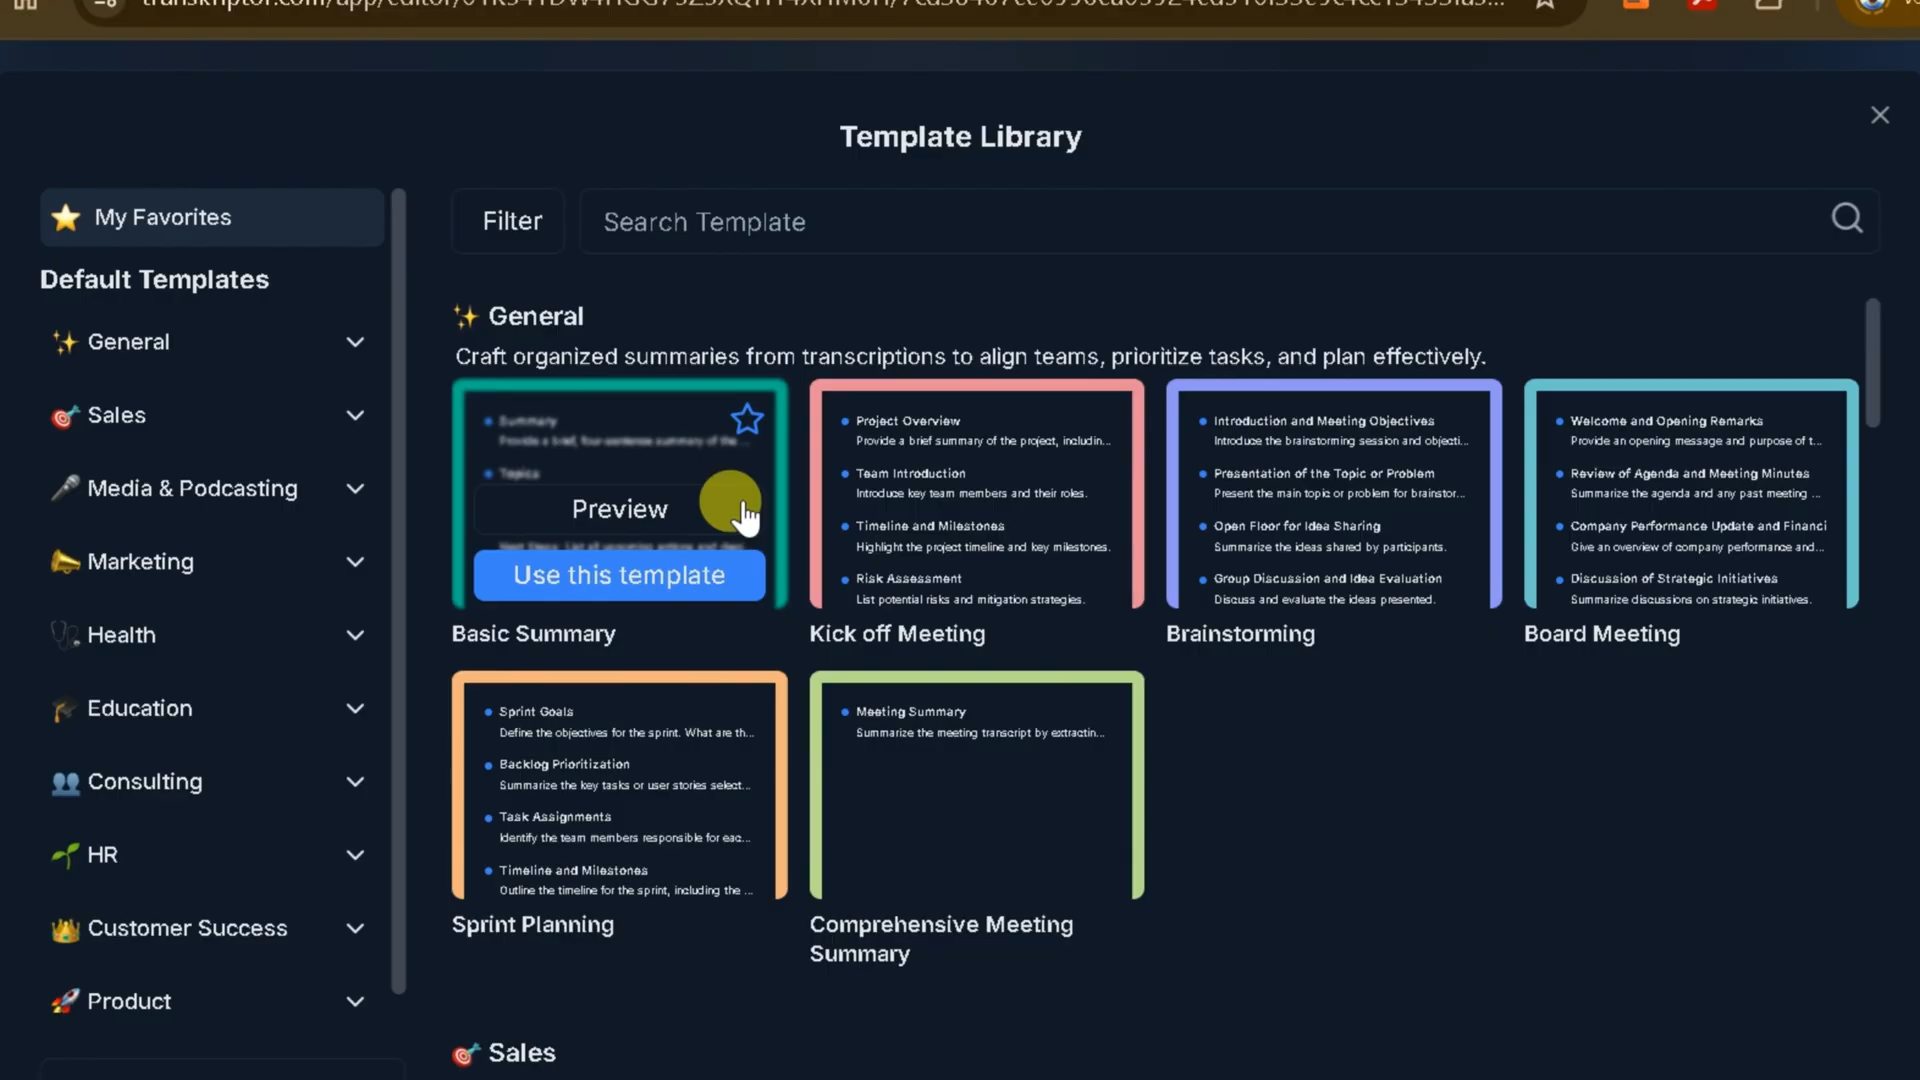 Template Library
My Favorites
Filter
Search Template
Default Templates
General
Sales
Media & Podcasting
Marketing
Health
Education
Consulting
HR
Customer Success
Product
General
Craft organized summaries from transcriptions to align teams, prioritize tasks, and plan effectively.
Summary
Provide a brief, four-sentence summary of the ...
Topics
Preview
Use this template
Basic Summary
Project Overview
Provide a brief summary of the project, includin...
Team Introduction
Introduce key team members and their roles.
Timeline and Milestones
Highlight the project timeline and key milestones.
Risk Assessment
List potential risks and mitigation strategies.
Kick off Meeting
Introduction and Meeting Objectives
Introduce the brainstorming session and objecti...
Presentation of the Topic or Problem
Present the main topic or problem for brainstor...
Open Floor for Idea Sharing
Summarize the ideas shared by participants.
Group Discussion and Idea Evaluation
Discuss and evaluate the ideas presented.
Brainstorming
Welcome and Opening Remarks
Provide an opening message and purpose of t...
Review of Agenda and Meeting Minutes
Summarize the agenda and any past meeting ...
Company Performance Update and Financi
Give an overview of company performance and...
Discussion of Strategic Initiatives
Summarize discussions on strategic initiatives.
Board Meeting
Sprint Goals
Define the objectives for the sprint. What are th...
Backlog Prioritization
Summarize the key tasks or user stories select...
Task Assignments
Identify the team members responsible for eac...
Timeline and Milestones
Outline the timeline for the sprint, including the ...
Sprint Planning
Meeting Summary
Summarize the meeting transcript by extractin...
Comprehensive Meeting
Summary
Sales